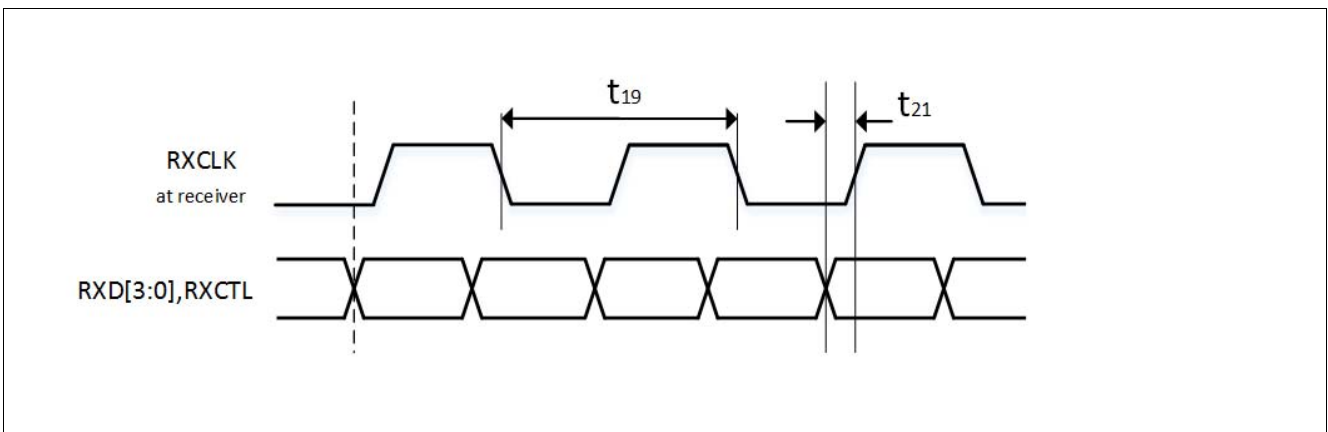 t19
t21
RXCLK
at receiver
RXD[3:0],RXCTL